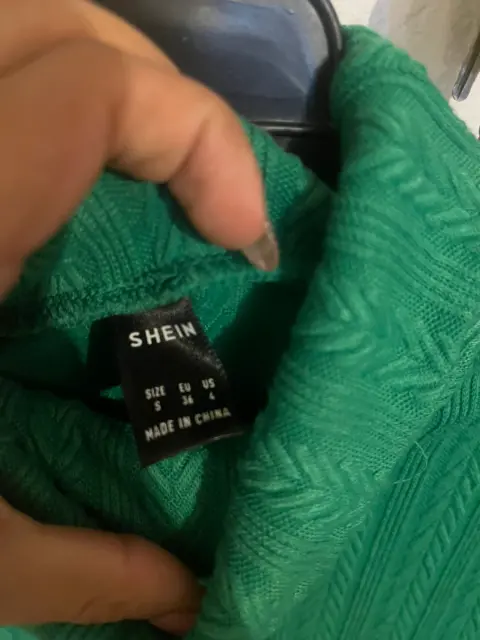 SHEIN
SIZE EU US
S 36 4
MADE IN CHINA